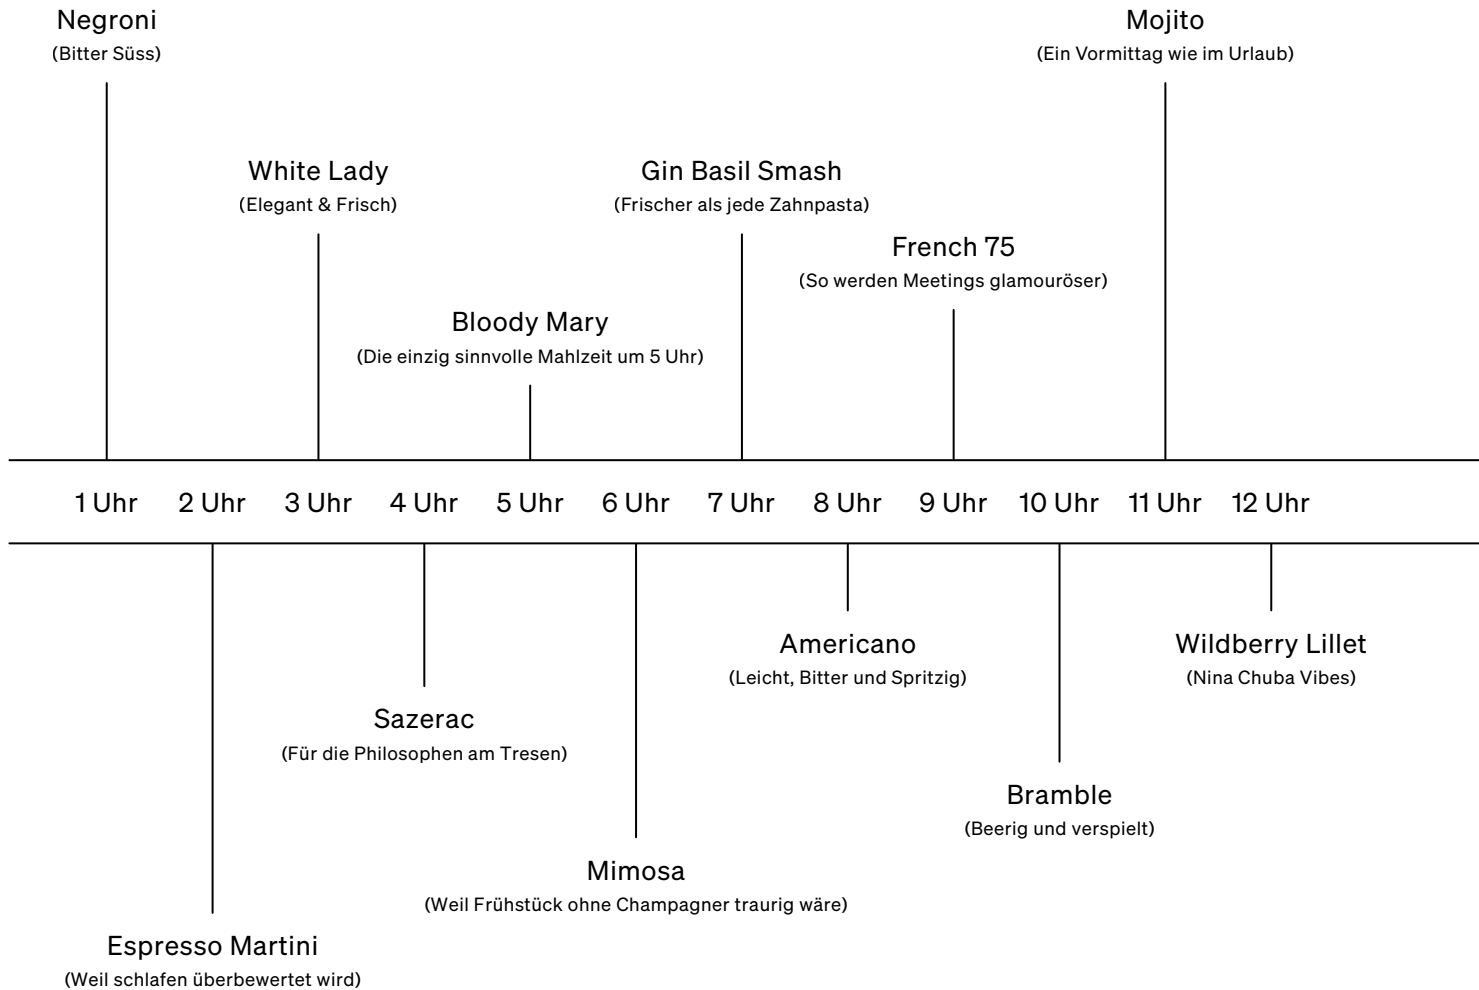 Negroni
(Bitter Süss)
Mojito
(Ein Vormittag wie im Urlaub)
White Lady
(Elegant & Frisch)
Gin Basil Smash
(Frischer als jede Zahnpasta)
French 75
(So werden Meetings glamouröser)
Bloody Mary
(Die einzig sinnvolle Mahlzeit um 5 Uhr)
1 Uhr 2 Uhr 3 Uhr 4 Uhr 5 Uhr 6 Uhr 7 Uhr 8 Uhr 9 Uhr 10 Uhr 11 Uhr 12 Uhr
Americano
(Leicht, Bitter und Spritzig)
Wildberry Lillet
(Nina Chuba Vibes)
Sazerac
(Für die Philosophen am Tresen)
Bramble
(Beerig und verspielt)
Mimosa
(Weil Frühstück ohne Champagner traurig wäre)
Espresso Martini
(Weil schlafen überbewertet wird)